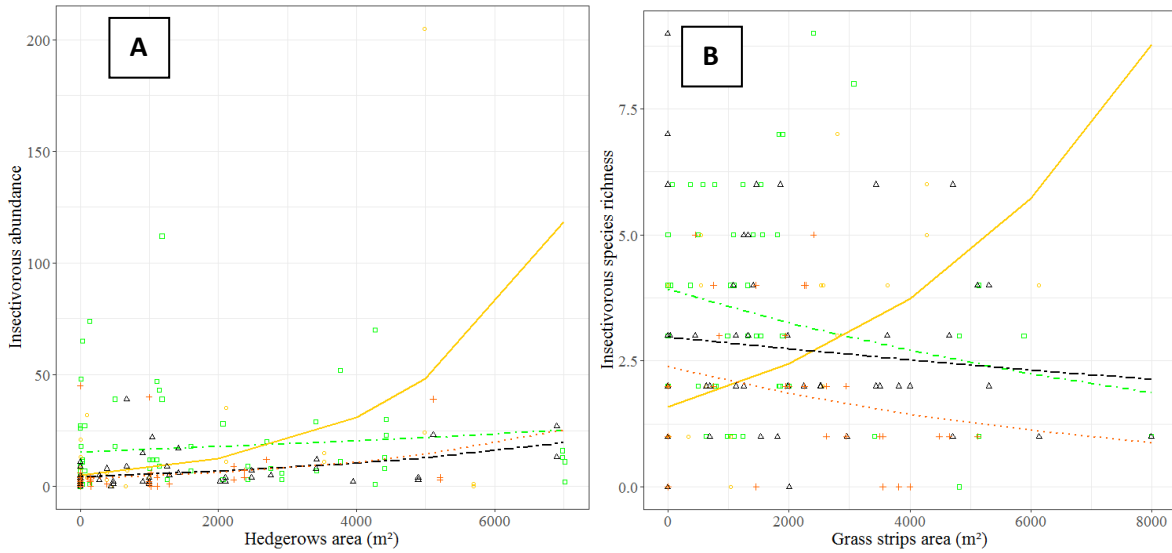 A
Insectivorous abundance
200
150
100
50
0
0 2000 4000 6000
Hedgerows area (m²)
B
Insectivorous species richness
7.5
5.0
2.5
0.0
0 2000 4000 6000 8000
Grass strips area (m²)